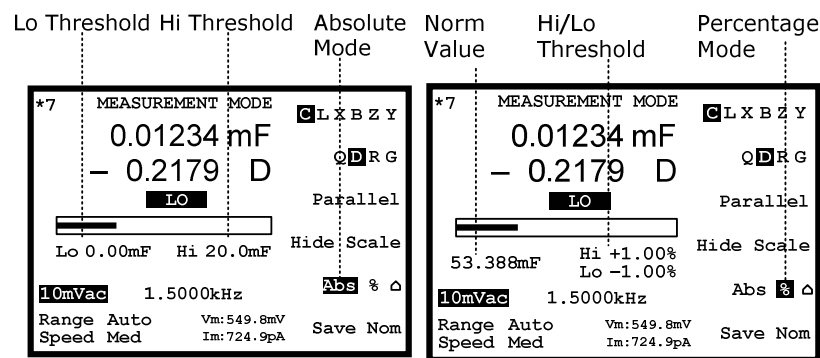 Lo Threshold Hi Threshold Absolute Mode
Norm Value Hi/Lo Threshold Percentage Mode
*7 MEASUREMENT MODE
C L X B Z Y
0.01234 mF
– 0.2179 D
Q D R G
LO
Parallel
Lo 0.00mF Hi 20.0mF
Hide Scale
10mVac 1.5000kHz
Abs % ⌂
Range Auto Vm:549.8mV
Speed Med Im:724.9pA
Save Nom
*7 MEASUREMENT MODE
C L X B Z Y
0.01234 mF
– 0.2179 D
Q D R G
LO
Parallel
53.388mF
Hi +1.00%
Lo –1.00%
Hide Scale
10mVac 1.5000kHz
Abs % ⌂
Range Auto Vm:549.8mV
Speed Med Im:724.9pA
Save Nom